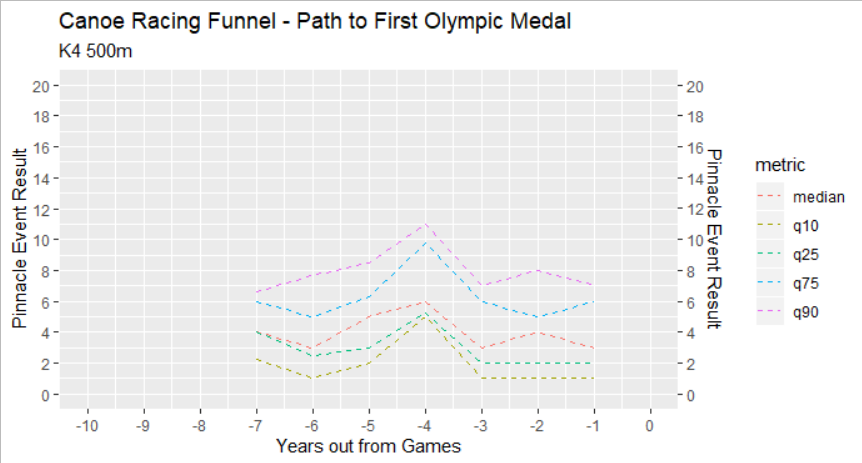 Canoe Racing Funnel - Path to First Olympic Medal
K4 500m
20
18
16
14
12
10
8
6
4
2
0
Pinnacle Event Result
20
18
16
14
12
10
8
6
4
2
0
Pinnacle Event Result
-10 -9 -8 -7 -6 -5 -4 -3 -2 -1 0
Years out from Games
metric
median
q10
q25
q75
q90